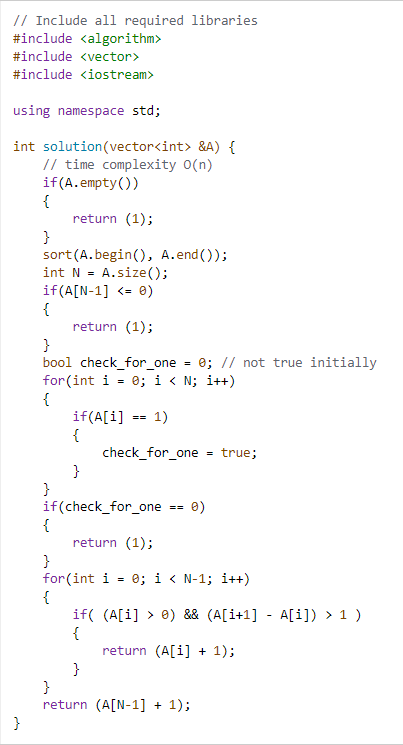 // Include all required libraries
#include <algorithm>
#include <vector>
#include <iostream>
using namespace std;
int solution(vector<int> &A) {
    // time complexity O(n)
    if(A.empty())
    {
        return (1);
    }
    sort(A.begin(), A.end());
    int N = A.size();
    if(A[N-1] <= 0)
    {
        return (1);
    }
    bool check_for_one = 0; // not true initially
    for(int i = 0; i < N; i++)
    {
        if(A[i] == 1)
        {
            check_for_one = true;
        }
    }
    if(check_for_one == 0)
    {
        return (1);
    }
    for(int i = 0; i < N-1; i++)
    {
        if( (A[i] > 0) && (A[i+1] - A[i]) > 1 )
        {
            return (A[i] + 1);
        }
    }
    return (A[N-1] + 1);
}